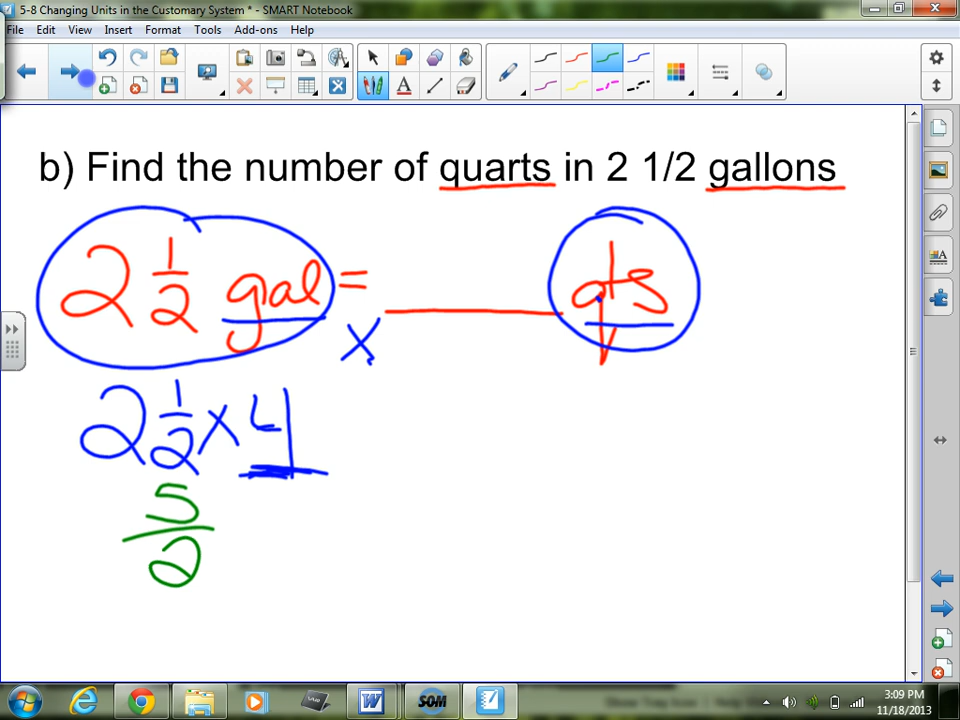 5-8 Changing Units in the Customary System * - SMART Notebook
File Edit View Insert Format Tools Add-ons Help
b) Find the number of quarts in 2 1/2 gallons
2 1/2 gal = ____ qts
x
2 1/2 x 4
5/2
W SOM
3:09 PM
11/18/2013